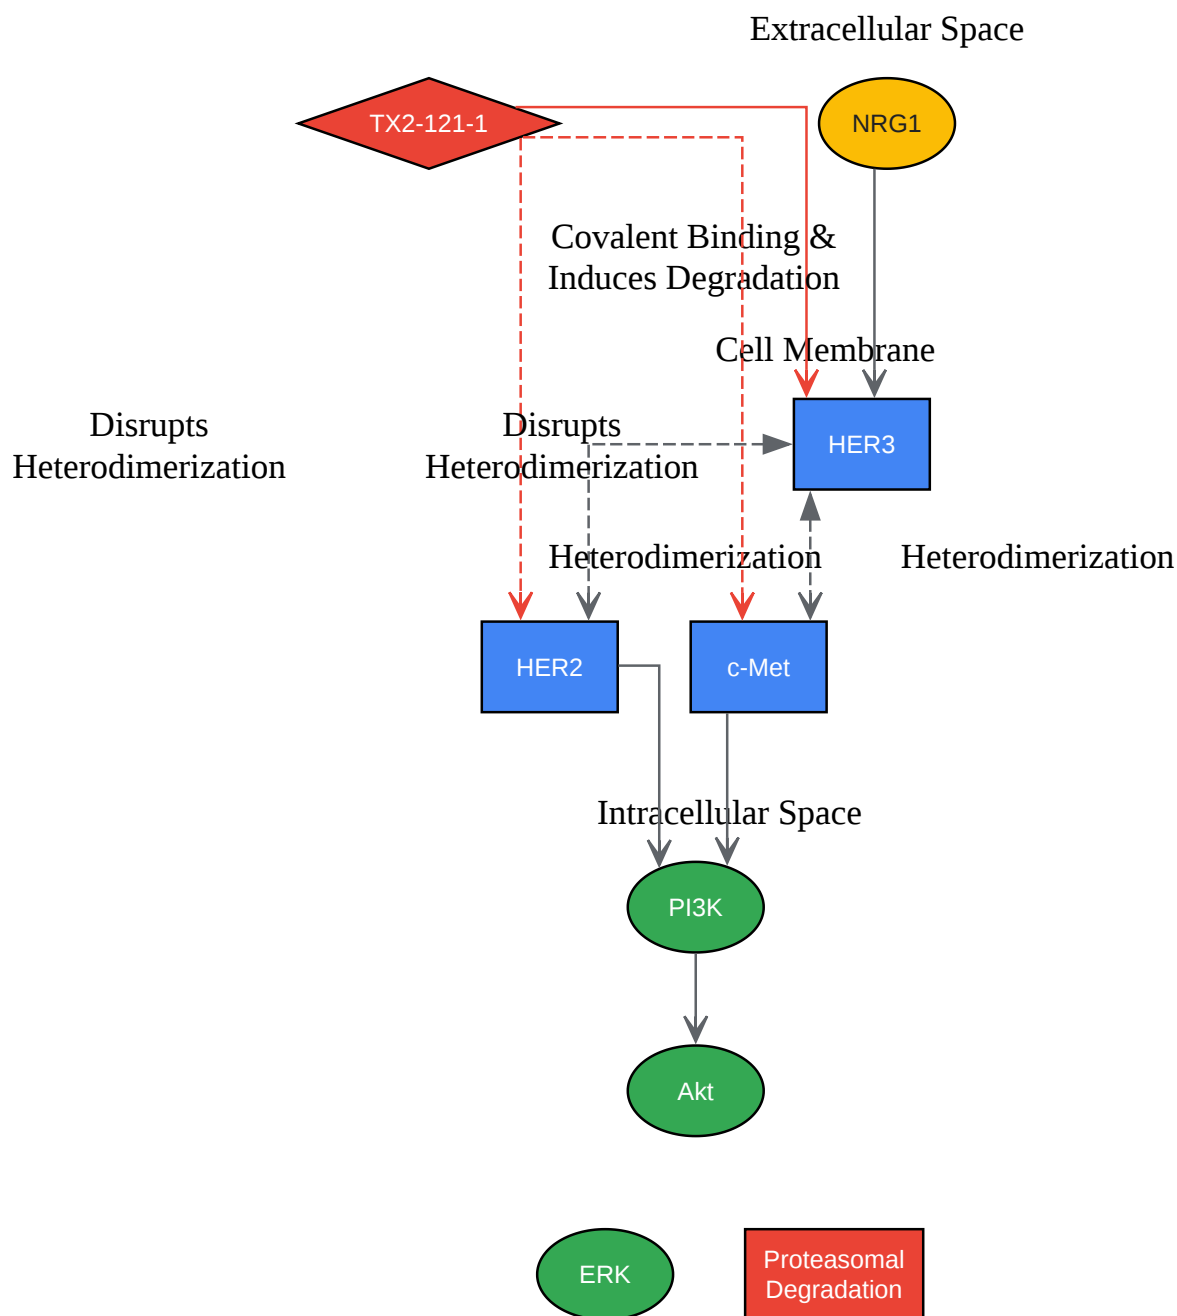 Extracellular Space
TX2-121-1
NRG1
Covalent Binding &
Induces Degradation
Cell Membrane
Disrupts
Heterodimerization
Disrupts
Heterodimerization
HER3
Heterodimerization
Heterodimerization
HER2
c-Met
Intracellular Space
PI3K
Akt
ERK
Proteasomal
Degradation